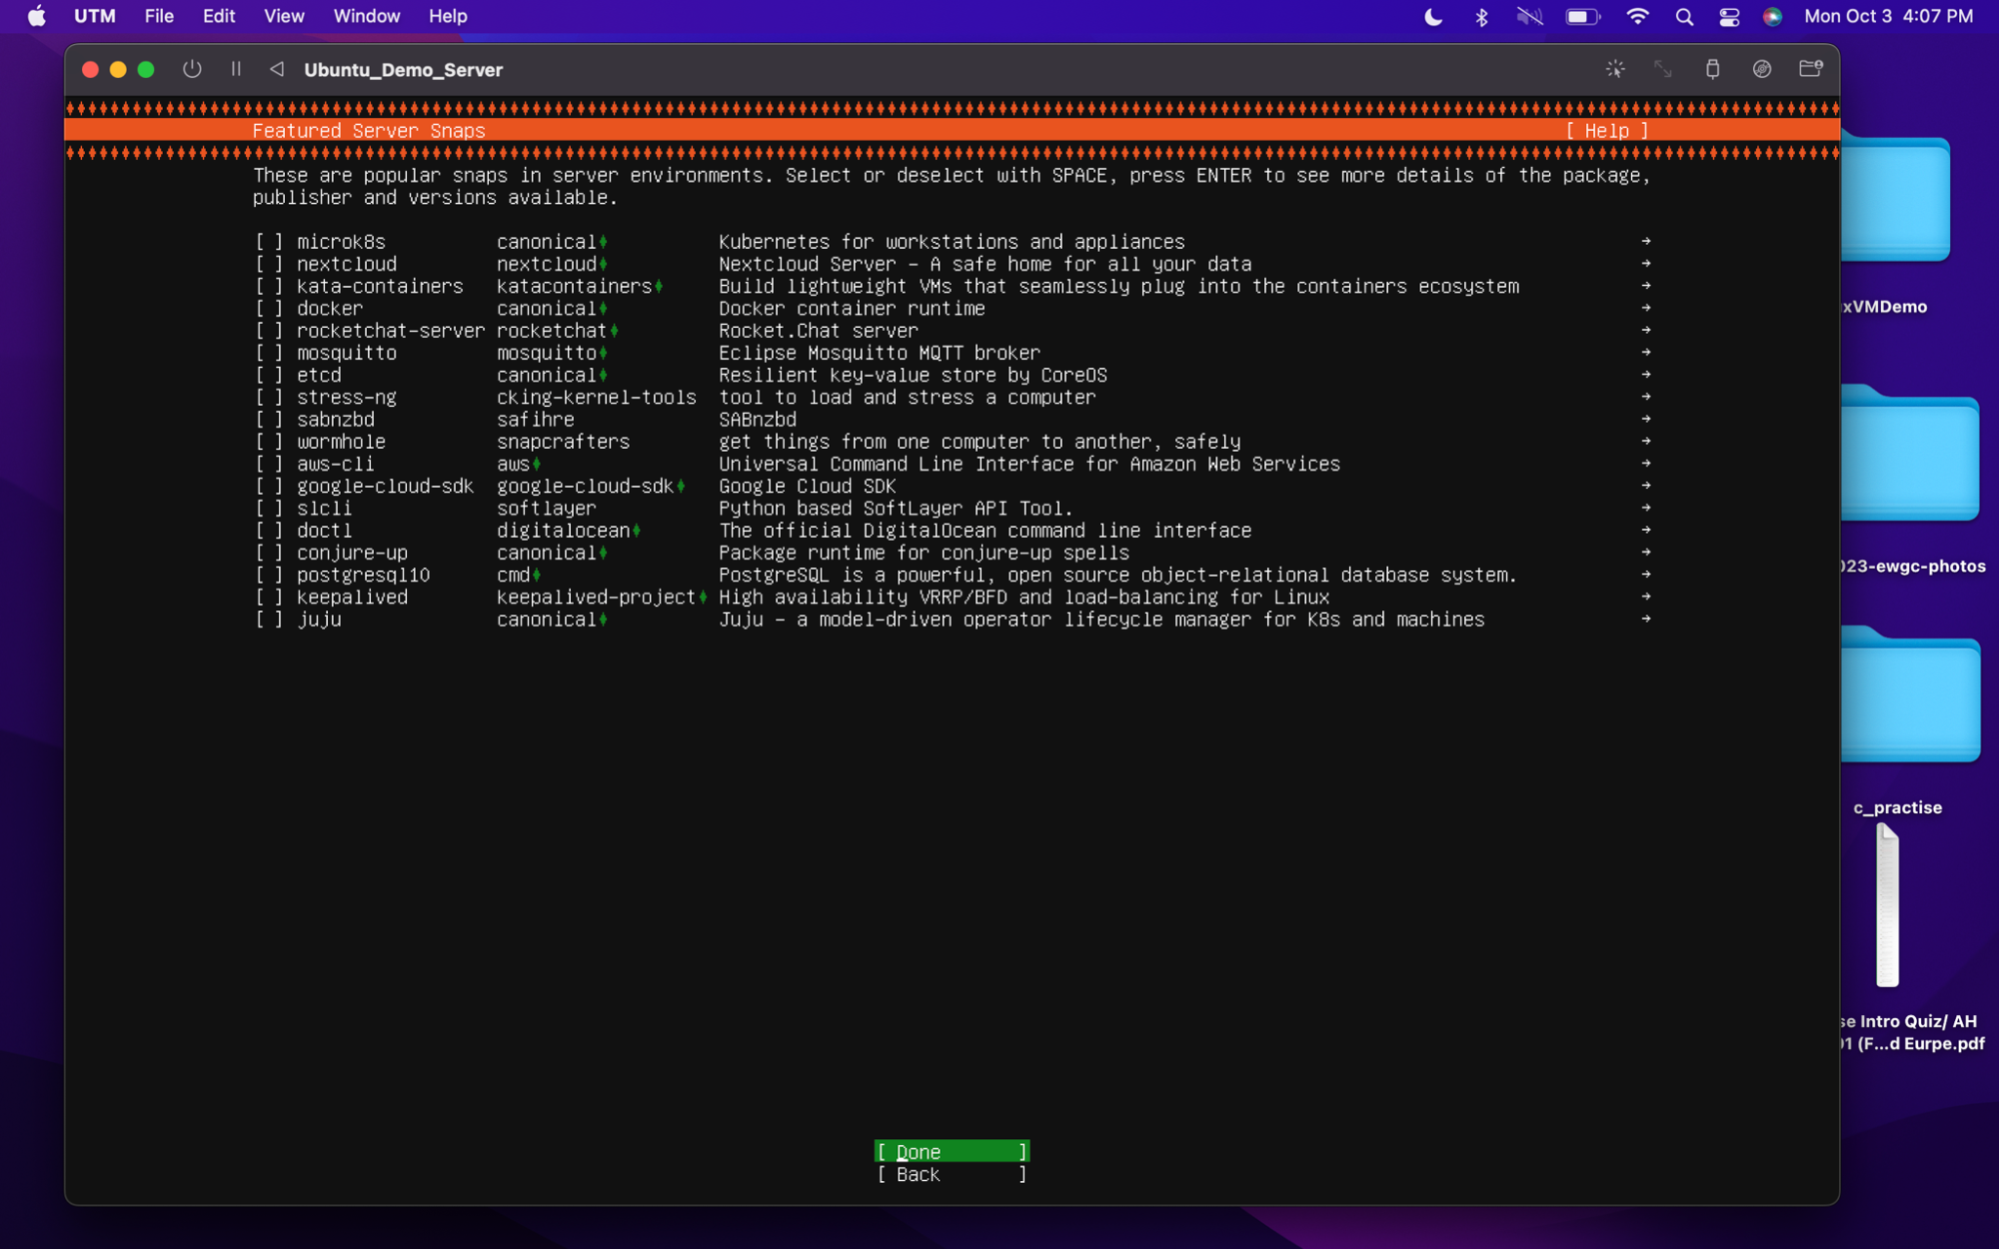 UTM File Edit View Window Help Mon Oct 3 4:07 PM
Ubuntu_Demo_Server
Featured Server Snaps [ Help ]
These are popular snaps in server environments. Select or deselect with SPACE, press ENTER to see more details of the package,
publisher and versions available.
[ ] microk8s canonical♦ Kubernetes for workstations and appliances →
[ ] nextcloud nextcloud♦ Nextcloud Server - A safe home for all your data →
[ ] kata-containers katacontainers♦ Build lightweight VMs that seamlessly plug into the containers ecosystem →
[ ] docker canonical♦ Docker container runtime →
[ ] rocketchat-server rocketchat♦ Rocket.Chat server →
[ ] mosquitto mosquitto♦ Eclipse Mosquitto MQTT broker →
[ ] etcd canonical♦ Resilient key-value store by CoreOS →
[ ] stress-ng cking-kernel-tools tool to load and stress a computer →
[ ] sabnzbd safihre SABnzbd →
[ ] wormhole snapcrafters get things from one computer to another, safely →
[ ] aws-cli aws♦ Universal Command Line Interface for Amazon Web Services →
[ ] google-cloud-sdk google-cloud-sdk♦ Google Cloud SDK →
[ ] slcli softlayer Python based SoftLayer API Tool. →
[ ] doctl digitalocean♦ The official DigitalOcean command line interface →
[ ] conjure-up canonical♦ Package runtime for conjure-up spells →
[ ] postgresql10 cmd♦ PostgreSQL is a powerful, open source object-relational database system. →
[ ] keepalived keepalived-project♦ High availability VRRP/BFD and load-balancing for Linux →
[ ] juju canonical♦ Juju - a model-driven operator lifecycle manager for K8s and machines →
[ Done ]
[ Back ]
xVMDemo
023-ewgc-photos
c_practise
se Intro Quiz/ AH
01 (F...d Eurpe.pdf